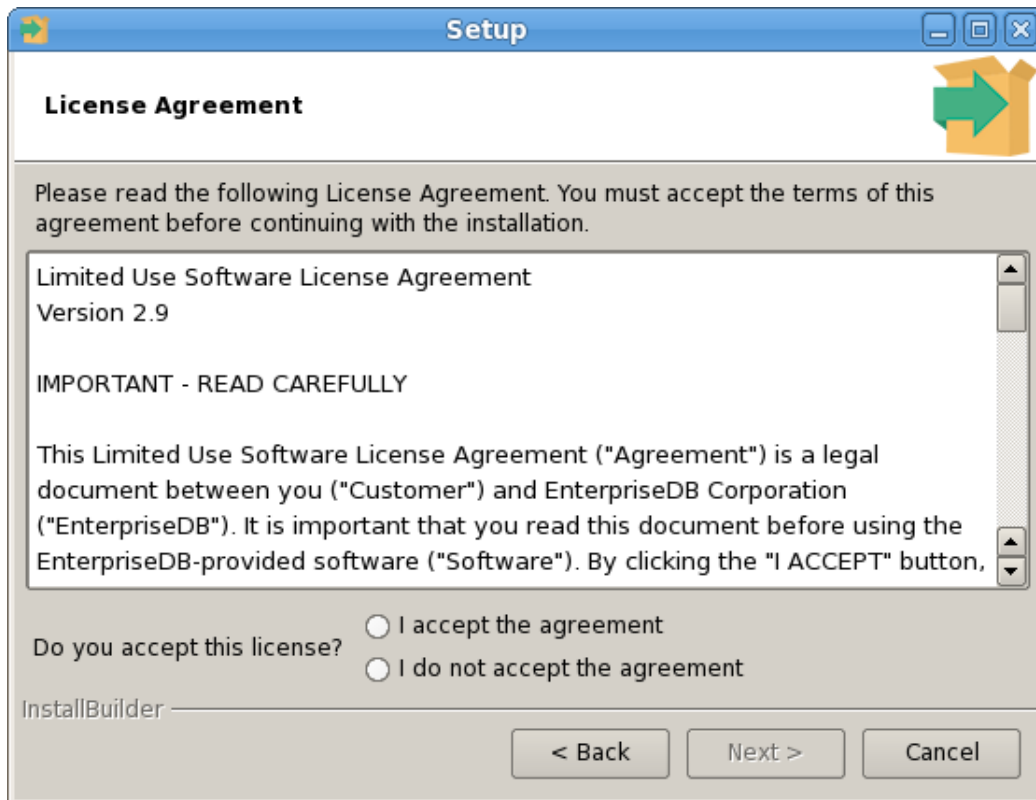 Setup
License Agreement
Please read the following License Agreement. You must accept the terms of this
agreement before continuing with the installation.
Limited Use Software License Agreement
Version 2.9
IMPORTANT - READ CAREFULLY
This Limited Use Software License Agreement ("Agreement") is a legal
document between you ("Customer") and EnterpriseDB Corporation
("EnterpriseDB"). It is important that you read this document before using the
EnterpriseDB-provided software ("Software"). By clicking the "I ACCEPT" button,
Do you accept this license?
I accept the agreement
I do not accept the agreement
InstallBuilder
< Back
Next >
Cancel